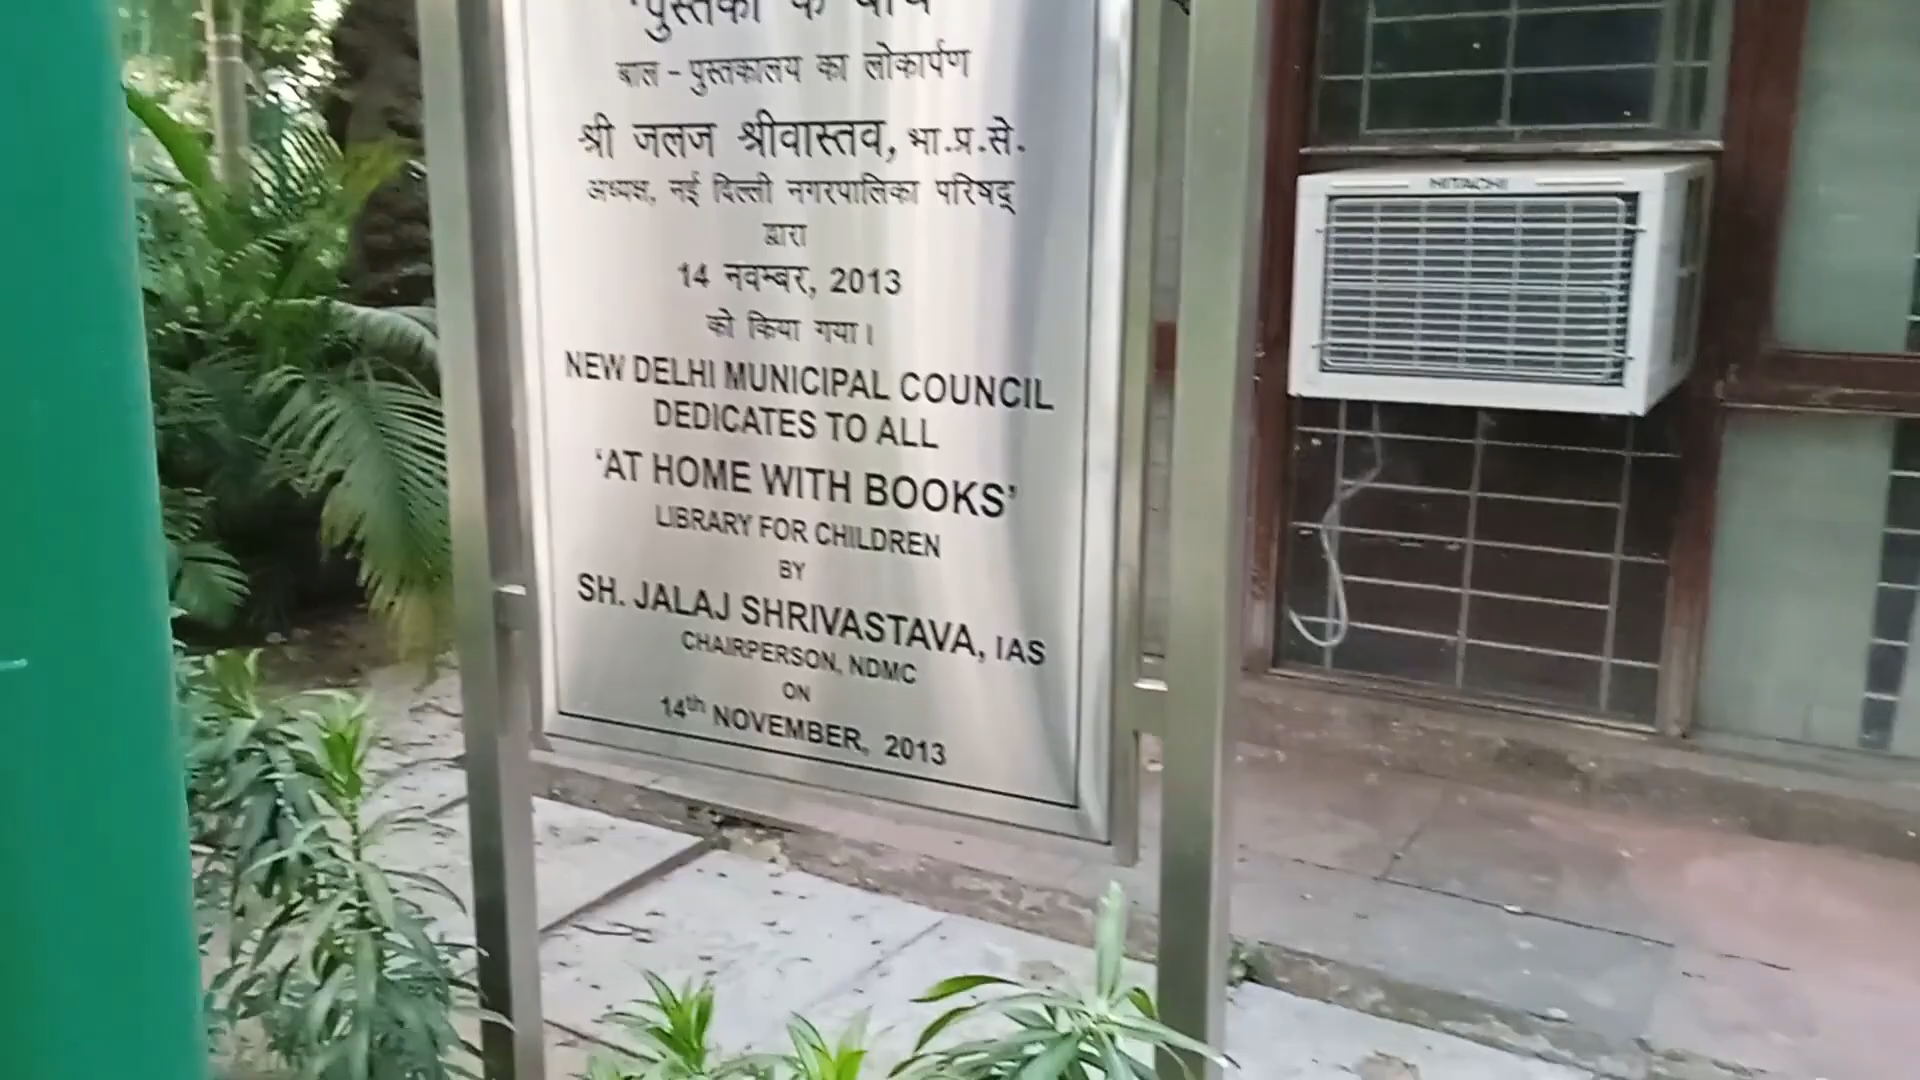 'पुस्तकों के बीच'
बाल - पुस्तकालय का लोकार्पण
श्री जलज श्रीवास्तव, भा.प्र.से.
अध्यक्ष, नई दिल्ली नगरपालिका परिषद्
द्वारा
14 नवम्बर, 2013
को किया गया।
NEW DELHI MUNICIPAL COUNCIL
DEDICATES TO ALL
'AT HOME WITH BOOKS'
LIBRARY FOR CHILDREN
BY
SH. JALAJ SHRIVASTAVA, IAS
CHAIRPERSON, NDMC
ON
14th NOVEMBER, 2013
HITACHI